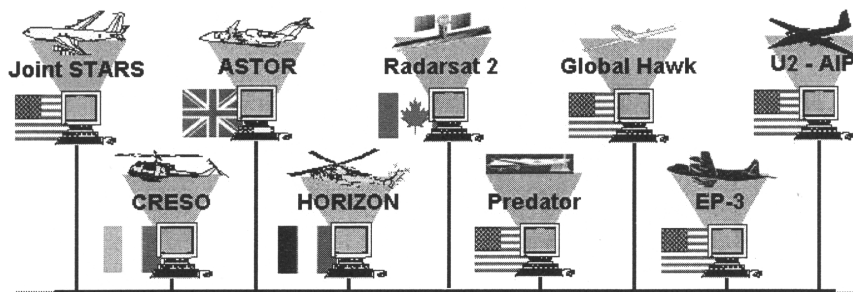 Joint STARS
ASTOR
Radarsat 2
Global Hawk
U2 - AIP
CRESO
HORIZON
Predator
EP-3